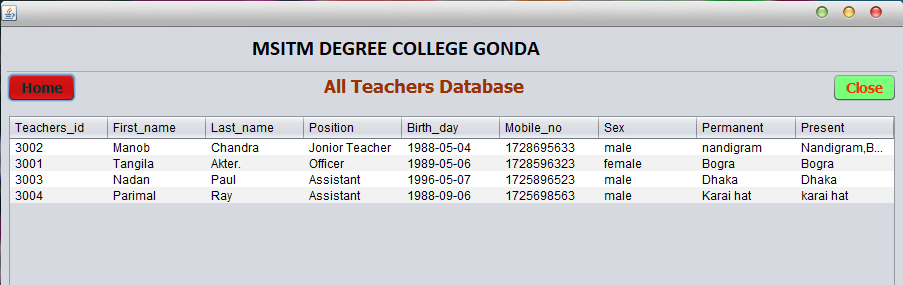 MSITM DEGREE COLLEGE GONDA
Home All Teachers Database Close
Teachers_id First_name Last_name Position Birth_day Mobile_no Sex Permanent Present
3002 Manob Chandra Jonior Teacher 1988-05-04 1728695633 male nandigram Nandigram,B...
3001 Tangila Akter. Officer 1989-05-06 1728596323 female Bogra Bogra
3003 Nadan Paul Assistant 1996-05-07 1725896523 male Dhaka Dhaka
3004 Parimal Ray Assistant 1988-09-06 1725698563 male Karai hat karai hat